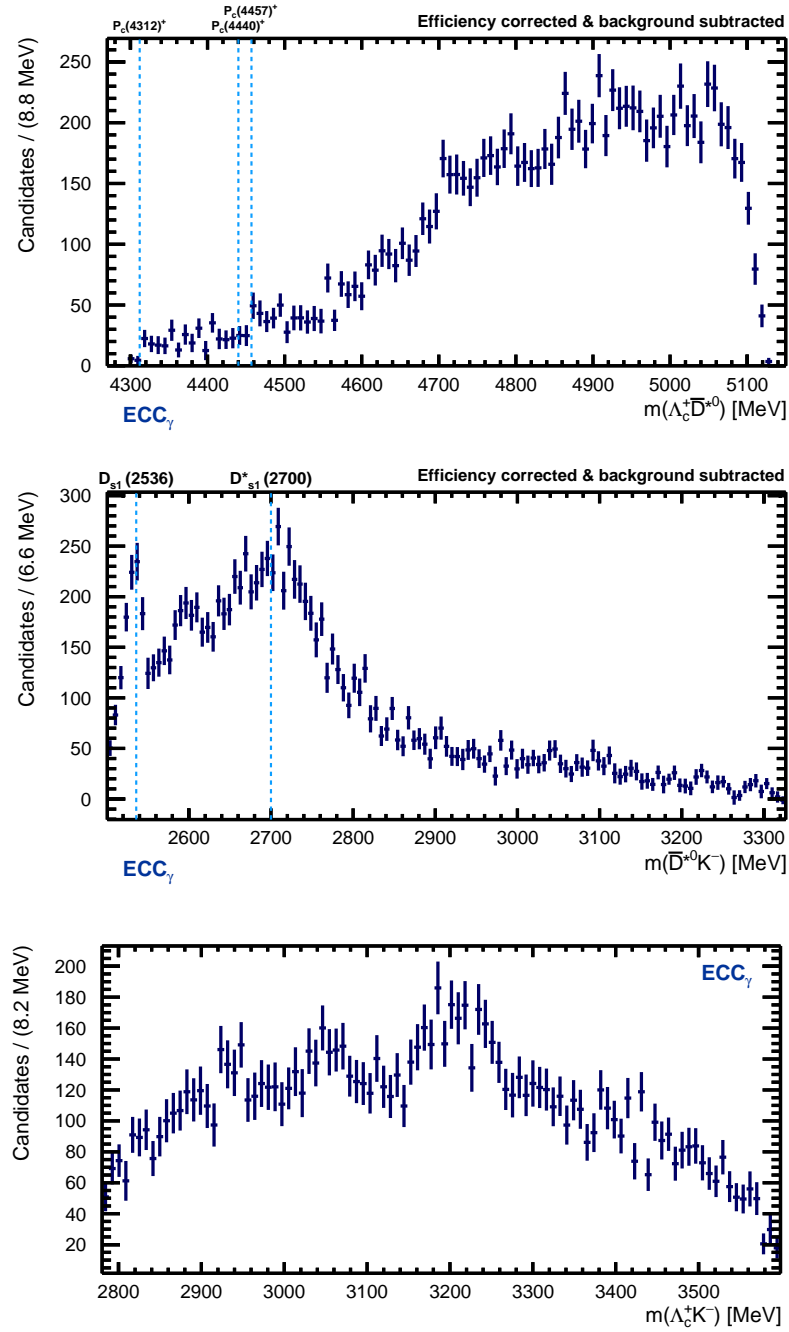 P_c(4457)⁺
P_c(4312)⁺ P_c(4440)⁺ Efficiency corrected & background subtracted
Candidates / (8.8 MeV)
250
200
150
100
50
0
4300 4400 4500 4600 4700 4800 4900 5000 5100
ECC_γ m(Λ_c⁺D̅*⁰) [MeV]
D_s1 (2536) D*_s1 (2700) Efficiency corrected & background subtracted
Candidates / (6.6 MeV)
300
250
200
150
100
50
0
2600 2700 2800 2900 3000 3100 3200 3300
ECC_γ m(D̅*⁰K⁻) [MeV]
Candidates / (8.2 MeV)
ECC_γ
200
180
160
140
120
100
80
60
40
20
2800 2900 3000 3100 3200 3300 3400 3500
m(Λ_c⁺K⁻) [MeV]